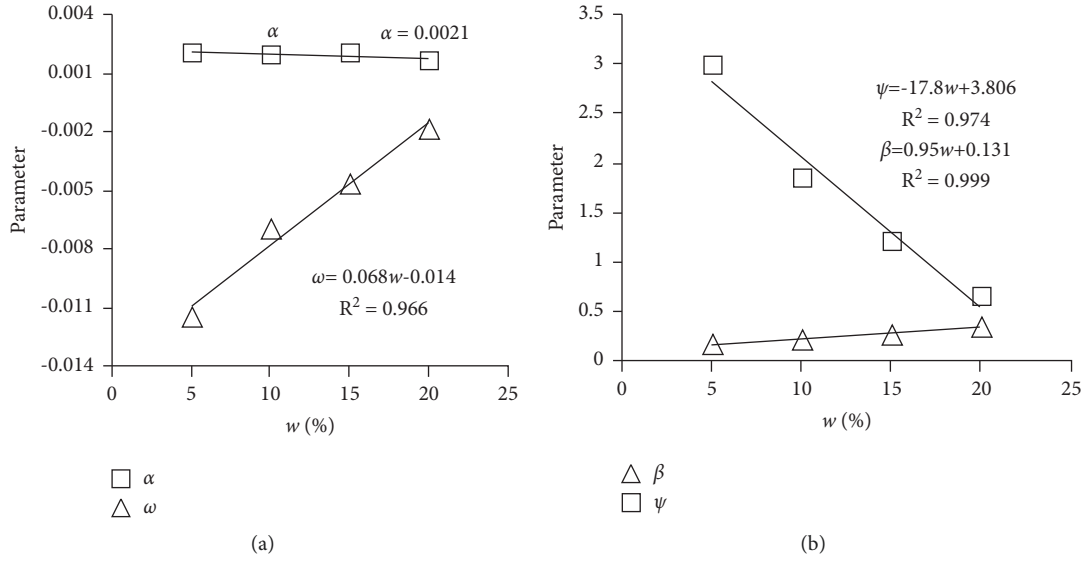 0.004
0.001
-0.002
-0.005
-0.008
-0.011
-0.014
Parameter
α
α = 0.0021
ω= 0.068w-0.014
R² = 0.966
0 5 10 15 20 25
w (%)
α
ω
(a)
4
3.5
3
2.5
2
1.5
1
0.5
0
Parameter
ψ=-17.8w+3.806
R² = 0.974
β=0.95w+0.131
R² = 0.999
0 5 10 15 20 25
w (%)
β
ψ
(b)